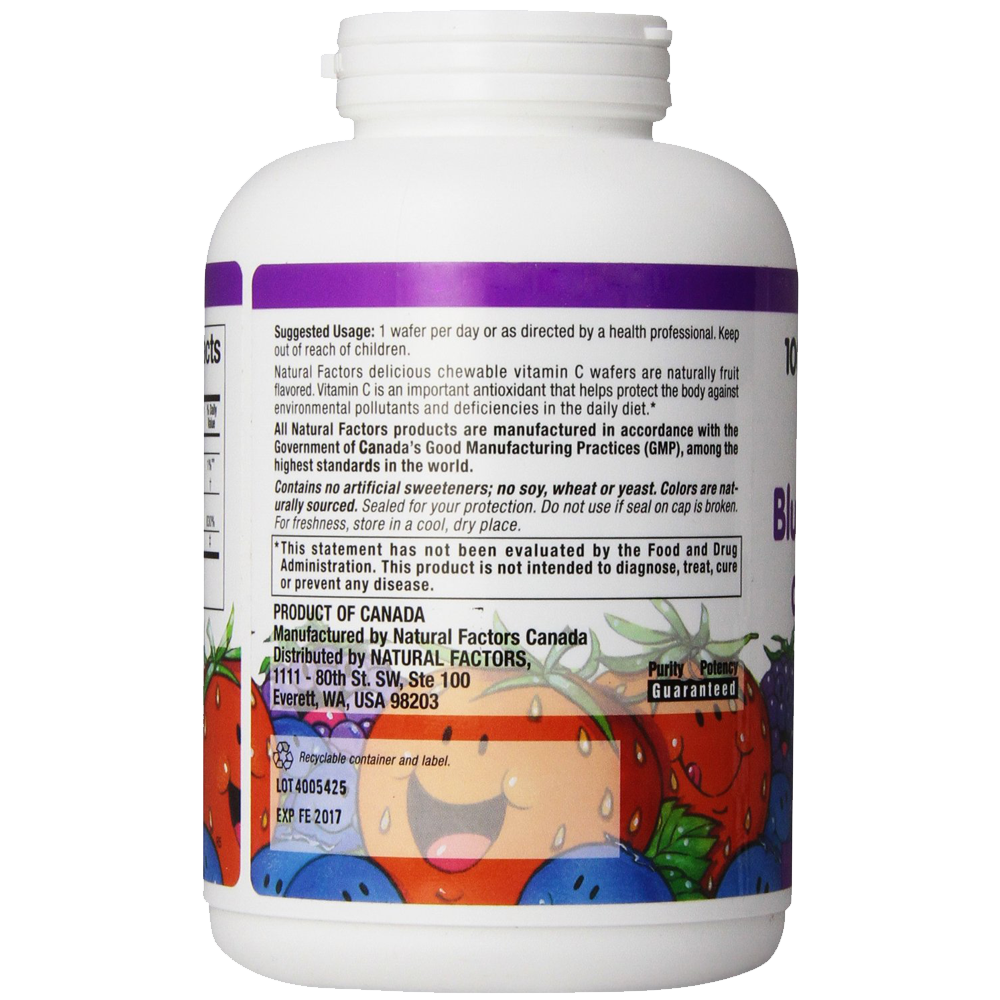 % Daily
Value
Suggested Usage: 1 wafer per day or as directed by a health professional. Keep
out of reach of children.
Natural Factors delicious chewable vitamin C wafers are naturally fruit
flavored. Vitamin C is an important antioxidant that helps protect the body against
environmental pollutants and deficiencies in the daily diet.*
All Natural Factors products are manufactured in accordance with the
Government of Canada's Good Manufacturing Practices (GMP), among the
highest standards in the world.
Contains no artificial sweeteners; no soy, wheat or yeast. Colors are nat-
urally sourced. Sealed for your protection. Do not use if seal on cap is broken.
For freshness, store in a cool, dry place.
*This statement has not been evaluated by the Food and Drug
Administration. This product is not intended to diagnose, treat, cure
or prevent any disease.
PRODUCT OF CANADA
Manufactured by Natural Factors Canada
Distributed by NATURAL FACTORS,
1111 - 80th St. SW, Ste 100
Everett, WA, USA 98203
Purity & Potency
Guaranteed
Recyclable container and label.
LOT 4005425
EXP FE 2017